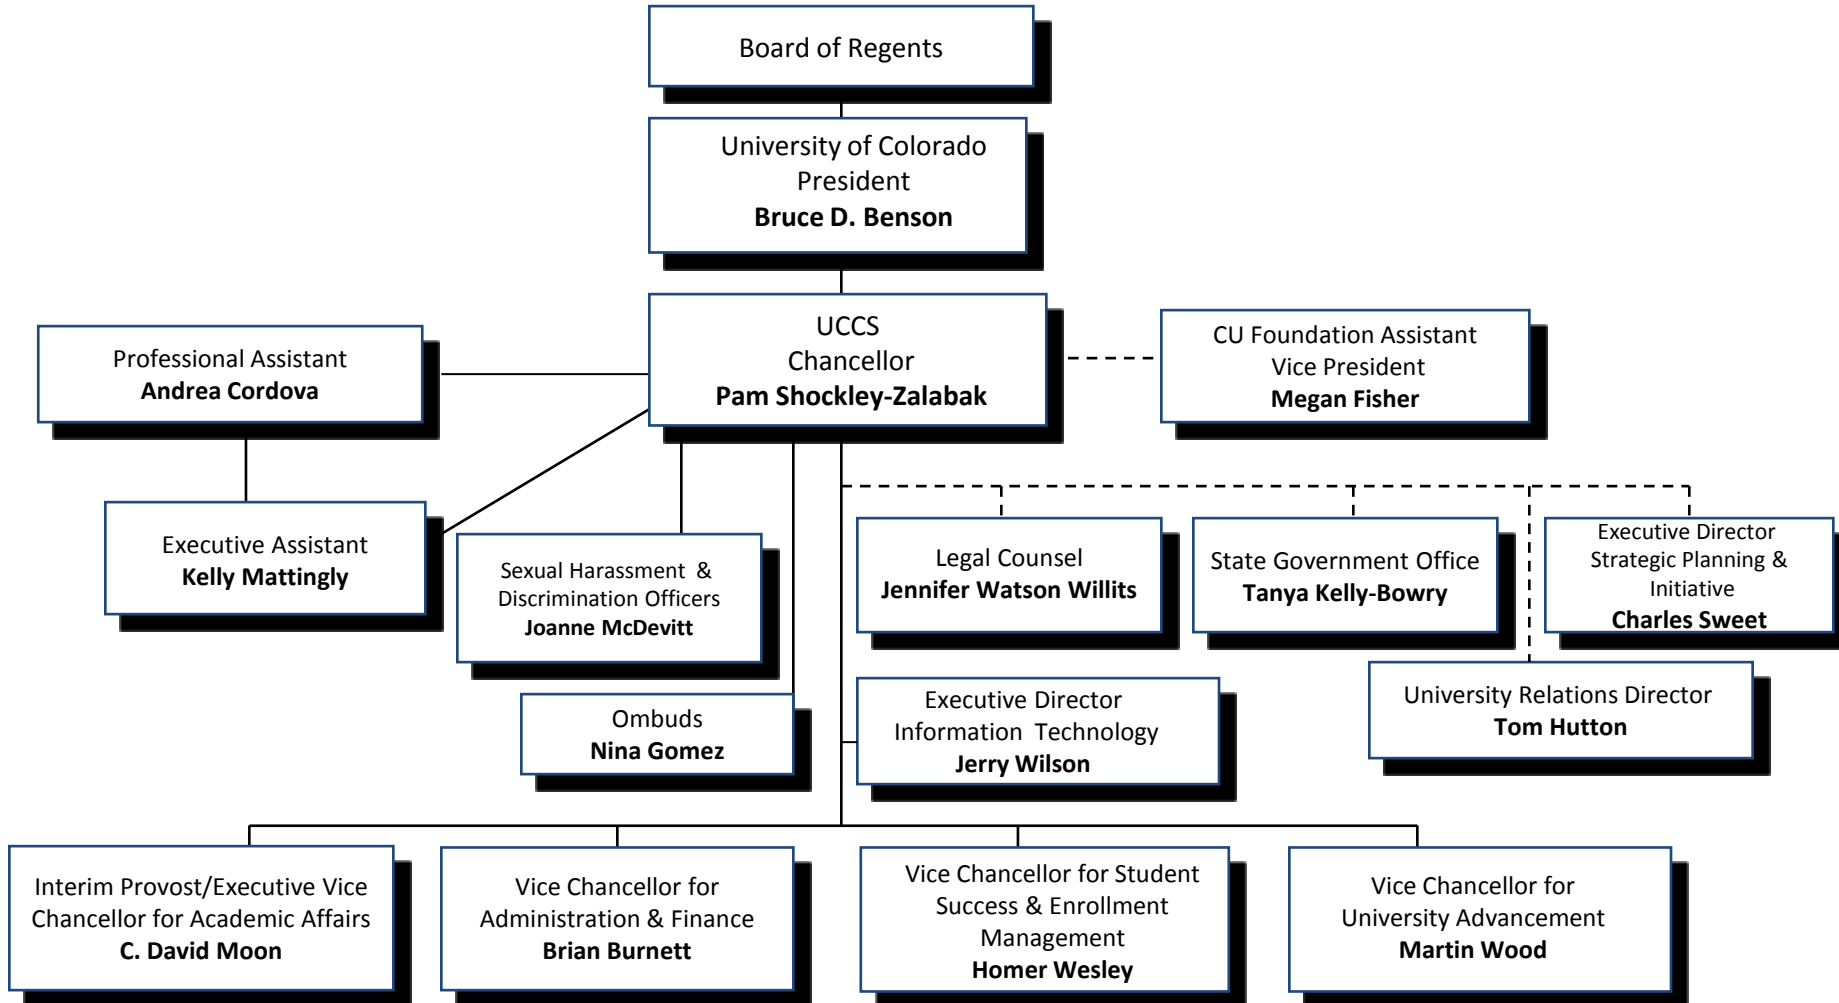 Board of Regents
University of Colorado
President
Bruce D. Benson
UCCS
Chancellor
Pam Shockley-Zalabak
CU Foundation Assistant
Vice President
Megan Fisher
Professional Assistant
Andrea Cordova
Executive Assistant
Kelly Mattingly
Sexual Harassment &
Discrimination Officers
Joanne McDevitt
Legal Counsel
Jennifer Watson Willits
State Government Office
Tanya Kelly-Bowry
Executive Director
Strategic Planning &
Initiative
Charles Sweet
Ombuds
Nina Gomez
Executive Director
Information Technology
Jerry Wilson
University Relations Director
Tom Hutton
Interim Provost/Executive Vice
Chancellor for Academic Affairs
C. David Moon
Vice Chancellor for
Administration & Finance
Brian Burnett
Vice Chancellor for Student
Success & Enrollment
Management
Homer Wesley
Vice Chancellor for
University Advancement
Martin Wood